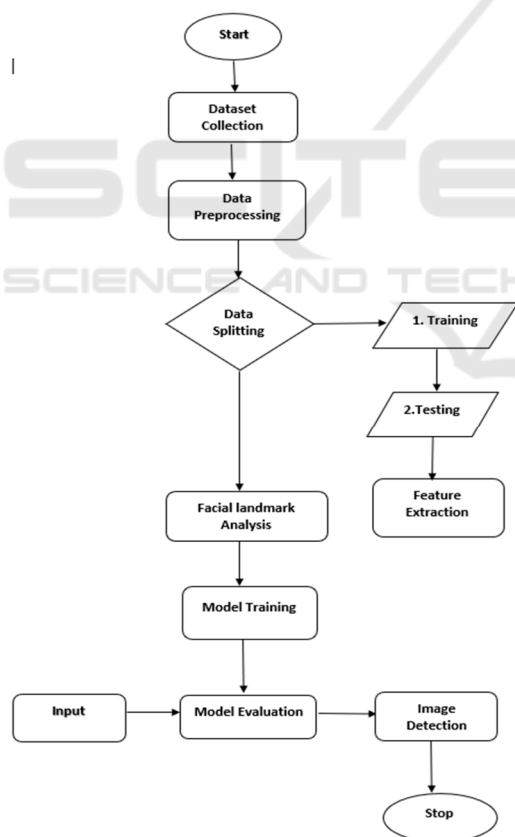 Start
Dataset
Collection
Data
Preprocessing
Data
Splitting
1. Training
2.Testing
Feature
Extraction
Facial landmark
Analysis
Model Training
Input
Model Evaluation
Image
Detection
Stop
SCITE
SCIENCE AND TECH